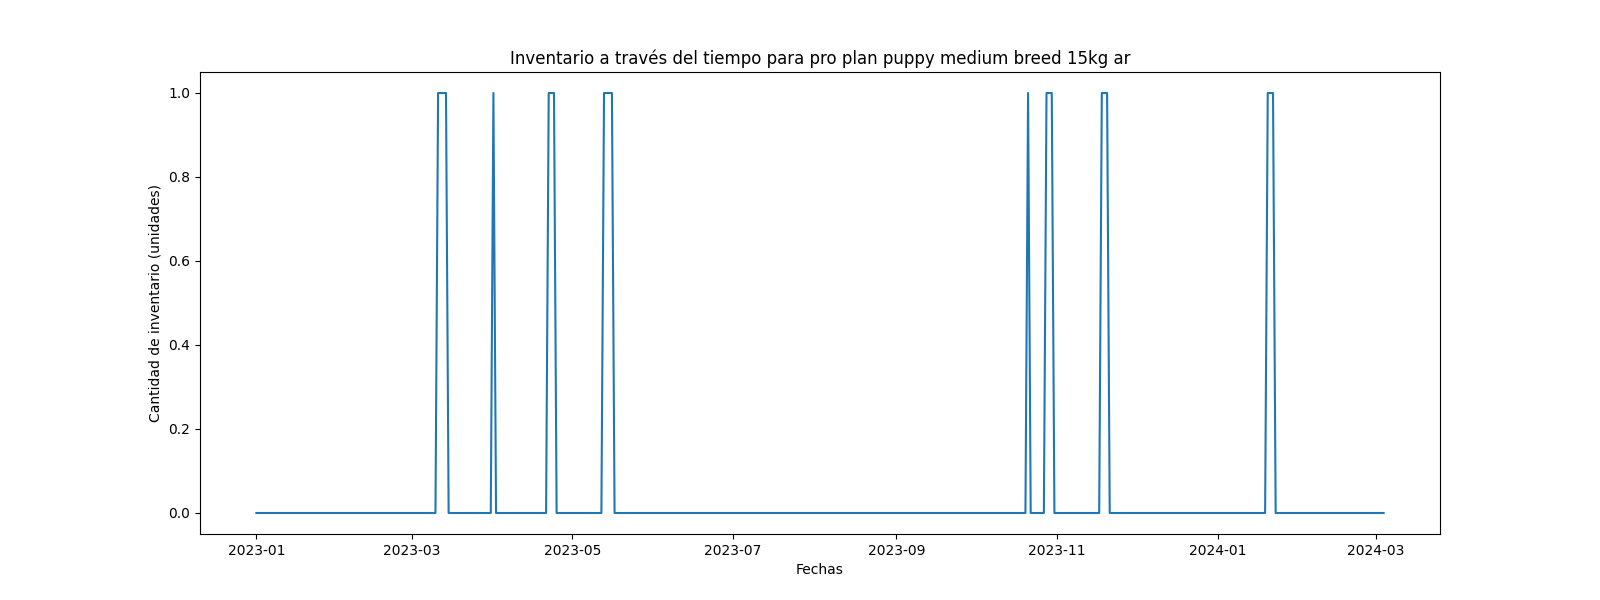 Inventario a través del tiempo para pro plan puppy medium breed 15kg ar
Cantidad de inventario (unidades)
1.0
0.8
0.6
0.4
0.2
0.0
2023-01 2023-03 2023-05 2023-07 2023-09 2023-11 2024-01 2024-03
Fechas